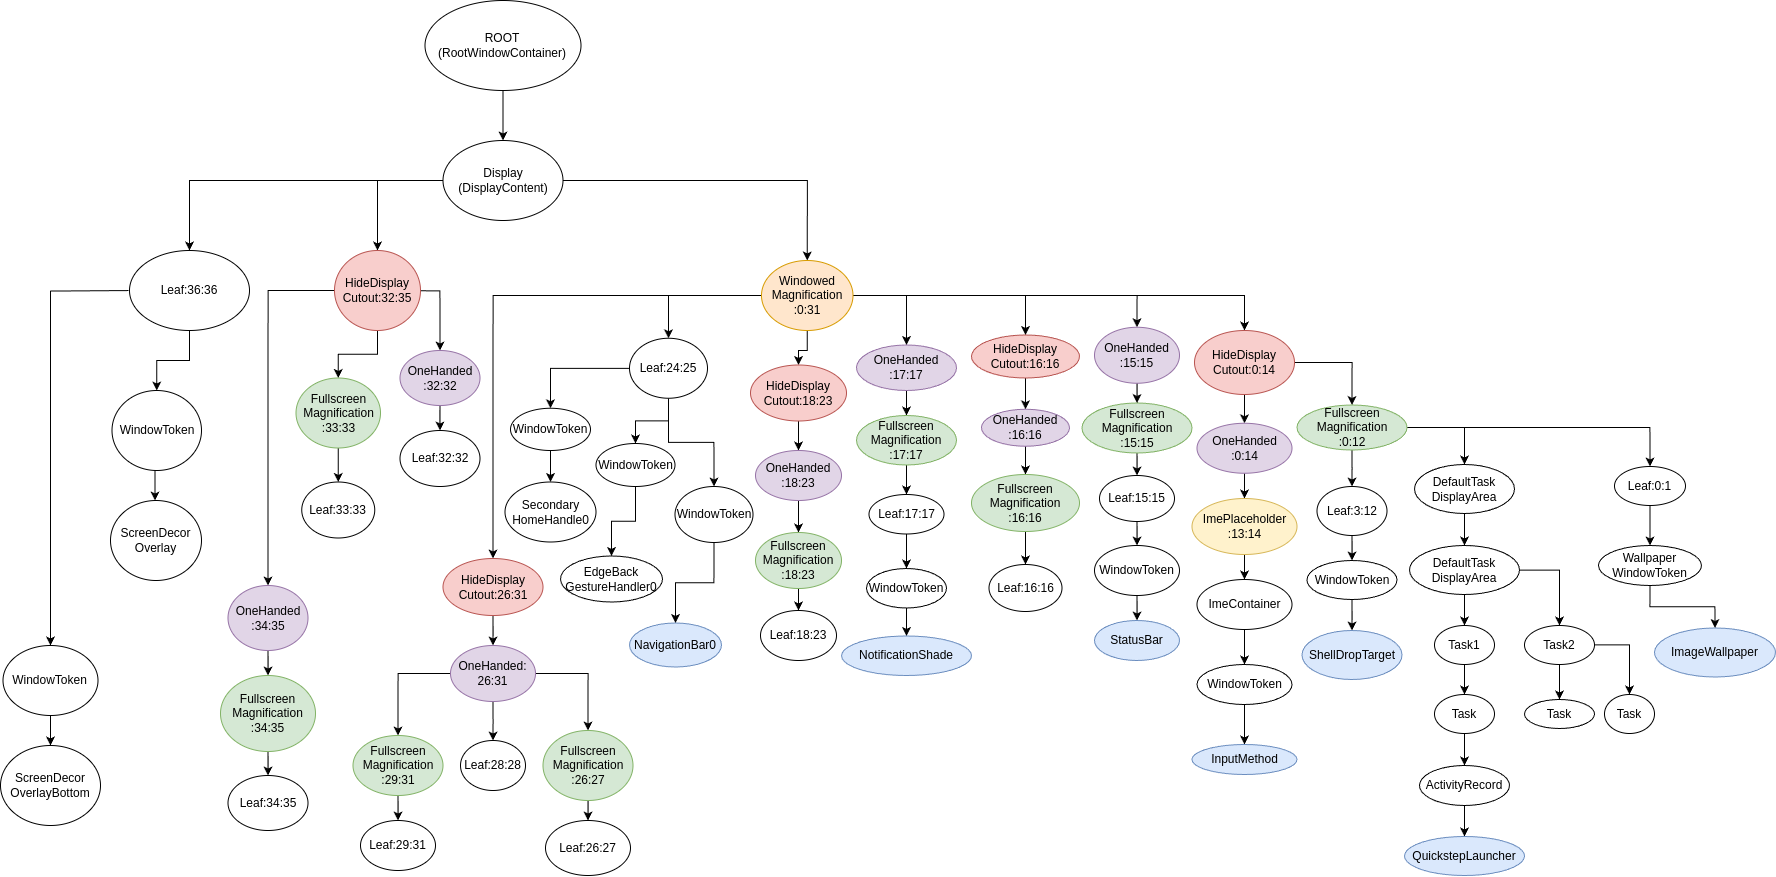 ROOT
(RootWindowContainer)
Display
(DisplayContent)
Leaf:36:36
WindowToken
ScreenDecor
Overlay
WindowToken
ScreenDecor
OverlayBottom
HideDisplay
Cutout:32:35
OneHanded
:34:35
Fullscreen
Magnification
:34:35
Leaf:34:35
Fullscreen
Magnification
:33:33
Leaf:33:33
OneHanded
:32:32
Leaf:32:32
Windowed
Magnification
:0:31
HideDisplay
Cutout:26:31
OneHanded:
26:31
Fullscreen
Magnification
:29:31
Leaf:29:31
Leaf:28:28
Fullscreen
Magnification
:26:27
Leaf:26:27
Leaf:24:25
WindowToken
Secondary
HomeHandle0
WindowToken
EdgeBack
GestureHandler0
WindowToken
NavigationBar0
HideDisplay
Cutout:18:23
OneHanded
:18:23
Fullscreen
Magnification
:18:23
Leaf:18:23
OneHanded
:17:17
Fullscreen
Magnification
:17:17
Leaf:17:17
WindowToken
NotificationShade
HideDisplay
Cutout:16:16
OneHanded
:16:16
Fullscreen
Magnification
:16:16
Leaf:16:16
OneHanded
:15:15
Fullscreen
Magnification
:15:15
Leaf:15:15
WindowToken
StatusBar
HideDisplay
Cutout:0:14
OneHanded
:0:14
ImePlaceholder
:13:14
ImeContainer
WindowToken
InputMethod
Fullscreen
Magnification
:0:12
Leaf:3:12
WindowToken
ShellDropTarget
DefaultTask
DisplayArea
DefaultTask
DisplayArea
Task1
Task
ActivityRecord
QuickstepLauncher
Task2
Task
Task
Leaf:0:1
Wallpaper
WindowToken
ImageWallpaper